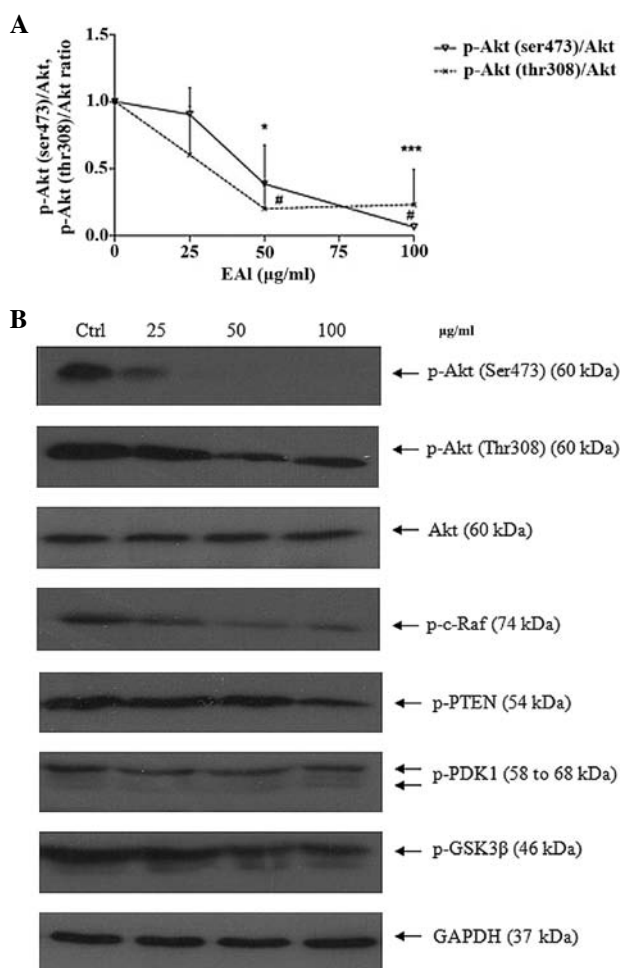 A
p-Akt (ser473)/Akt,
p-Akt (thr308)/Akt ratio
1.5
1.0
0.5
0.0
0
25
50
75
100
EAI (µg/ml)
*
#
***
#
p-Akt (ser473)/Akt
p-Akt (thr308)/Akt
B
Ctrl 25 50 100 µg/ml
p-Akt (Ser473) (60 kDa)
p-Akt (Thr308) (60 kDa)
Akt (60 kDa)
p-c-Raf (74 kDa)
p-PTEN (54 kDa)
p-PDK1 (58 to 68 kDa)
p-GSK3β (46 kDa)
GAPDH (37 kDa)